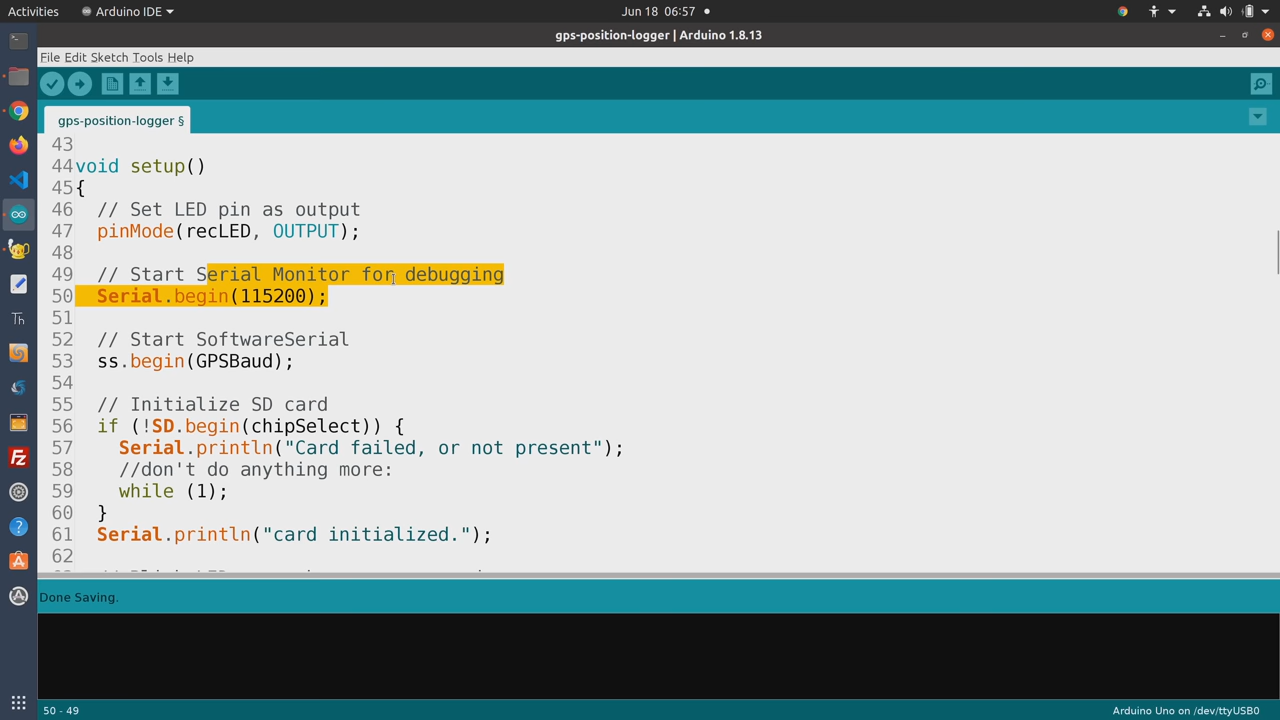 Activities Arduino IDE Jun 18 06:57
gps-position-logger | Arduino 1.8.13
File Edit Sketch Tools Help
gps-position-logger §
43
44 void setup()
45 {
46 // Set LED pin as output
47 pinMode(recLED, OUTPUT);
48
49 // Start Serial Monitor for debugging
50 Serial.begin(115200);
51
52 // Start SoftwareSerial
53 ss.begin(GPSBaud);
54
55 // Initialize SD card
56 if (!SD.begin(chipSelect)) {
57 Serial.println("Card failed, or not present");
58 //don't do anything more:
59 while (1);
60 }
61 Serial.println("card initialized.");
62
Th
Fz
Done Saving.
50 - 49 Arduino Uno on /dev/ttyUSB0